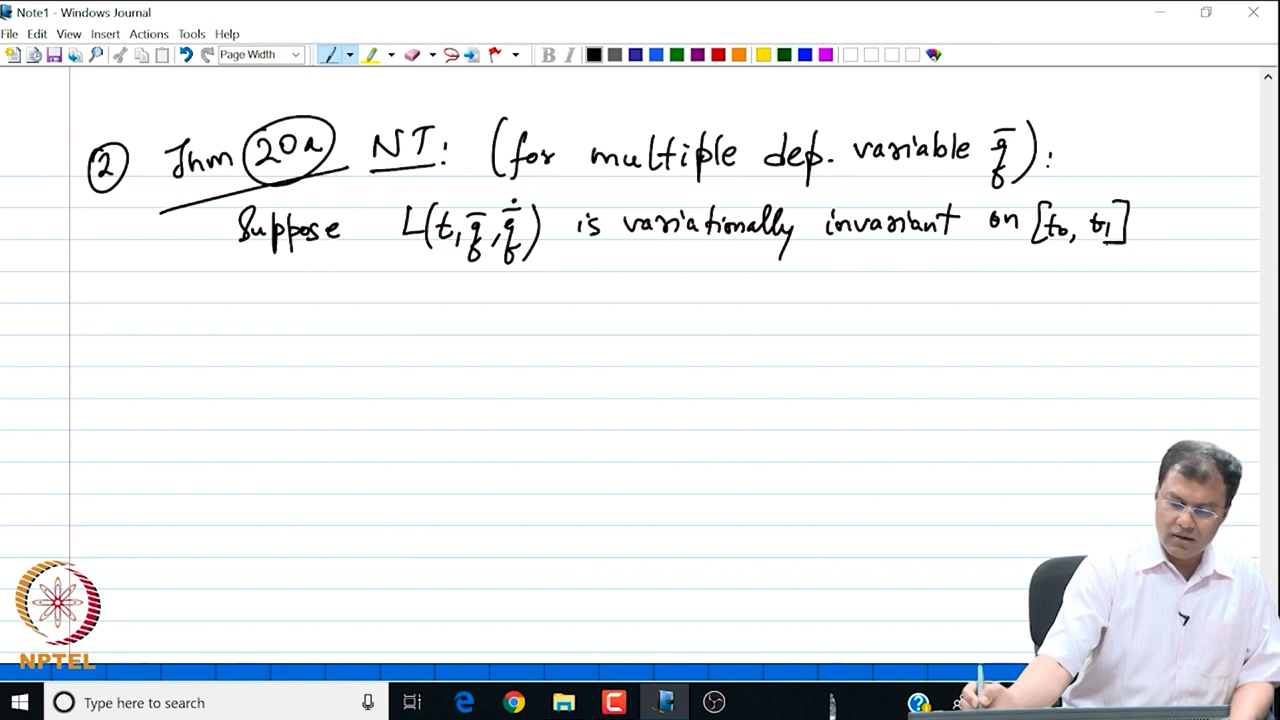 Note1 - Windows Journal
File Edit View Insert Actions Tools Help
Page Width
B I
② Thm 20a NT: (for multiple dep. variable q̄):
Suppose L(t, q̄, q̄̇) is variationally invariant on [t₀, t₁]
NPTEL
Type here to search